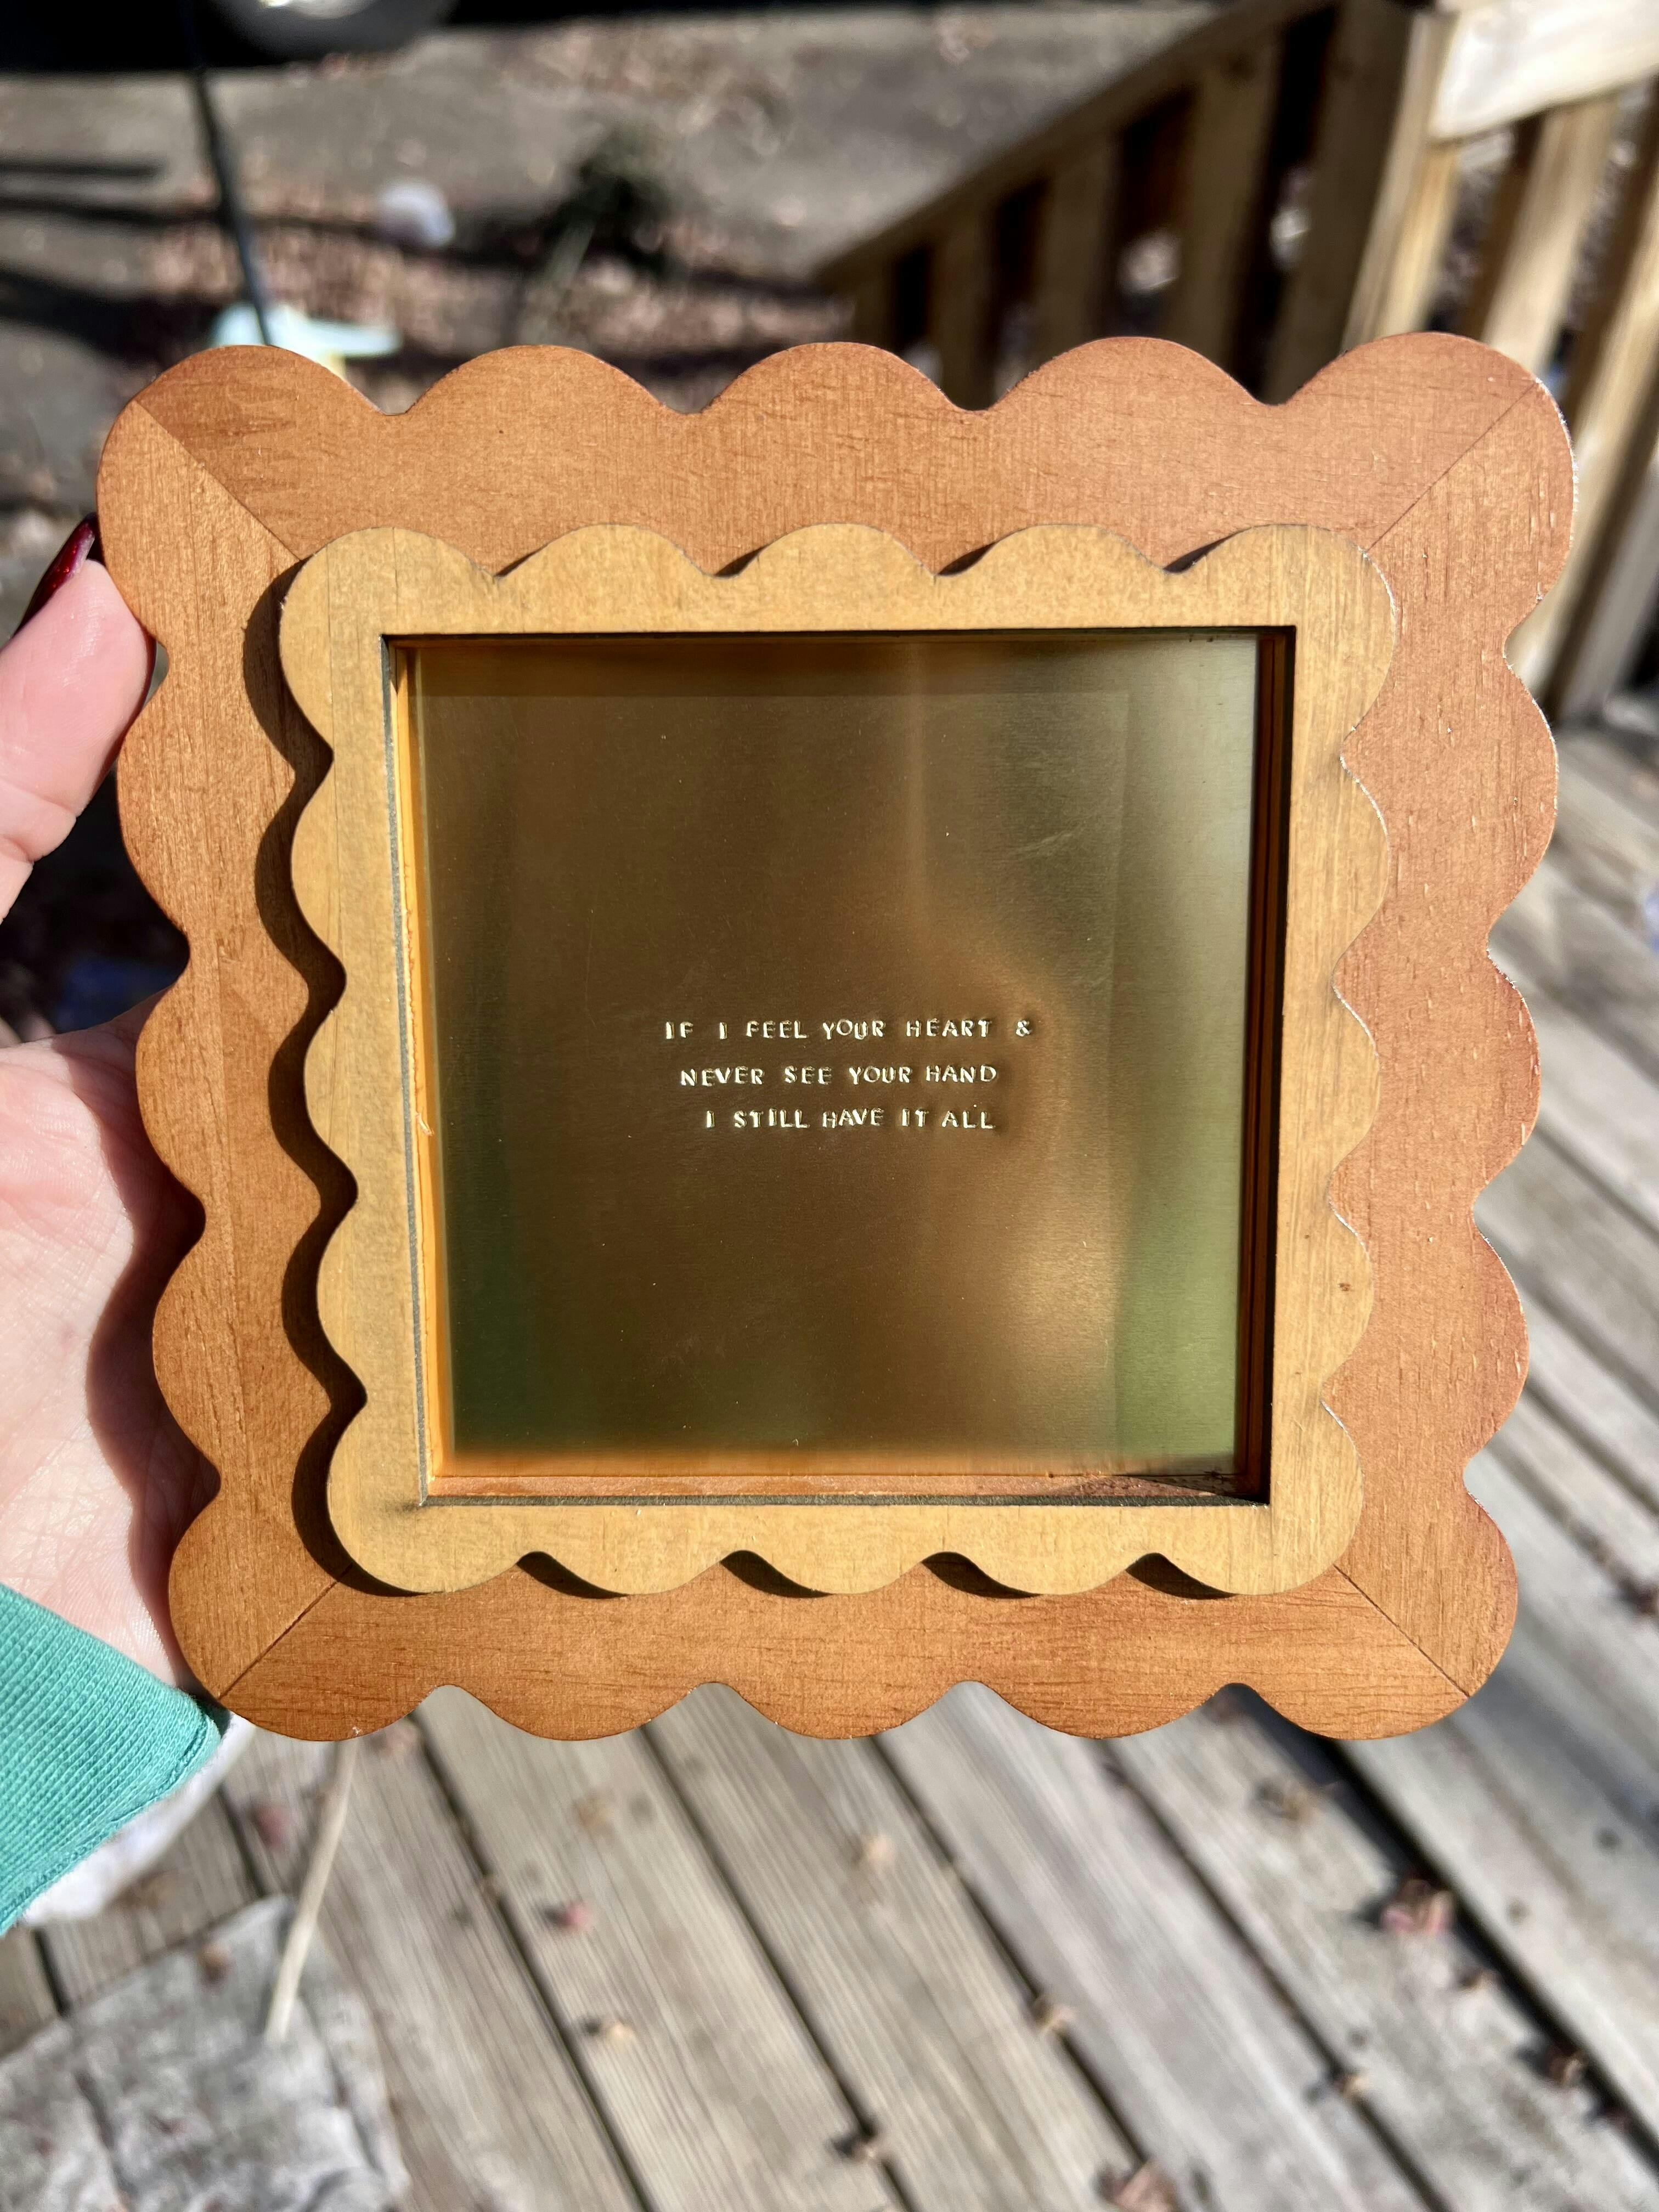 IF I FEEL YOUR HEART &
NEVER SEE YOUR HAND
I STILL HAVE IT ALL